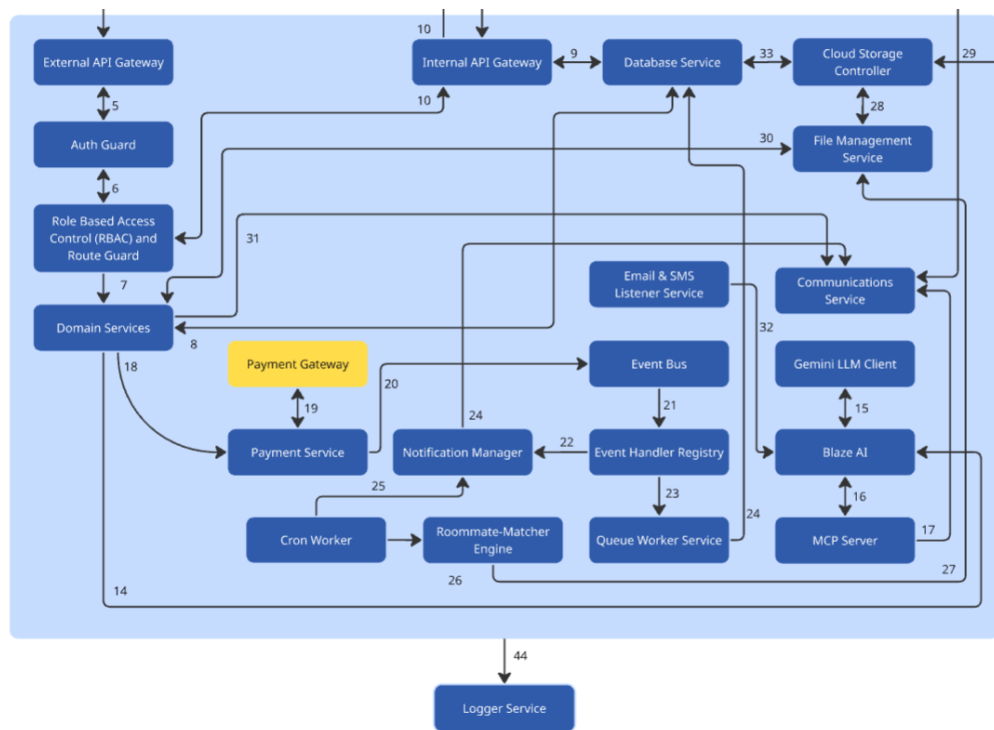 10
External API Gateway
Internal API Gateway
9
Database Service
33
Cloud Storage
Controller
29
5
10
28
Auth Guard
30
File Management
Service
6
Role Based Access
Control (RBAC) and
Route Guard
31
7
Email & SMS
Listener Service
Communications
Service
Domain Services
8
32
18
Payment Gateway
20
Event Bus
Gemini LLM Client
19
24
21
15
Payment Service
Notification Manager
22
Event Handler Registry
Blaze AI
25
23
16
24
Cron Worker
Roommate-Matcher
Engine
Queue Worker Service
MCP Server
17
26
27
14
44
Logger Service